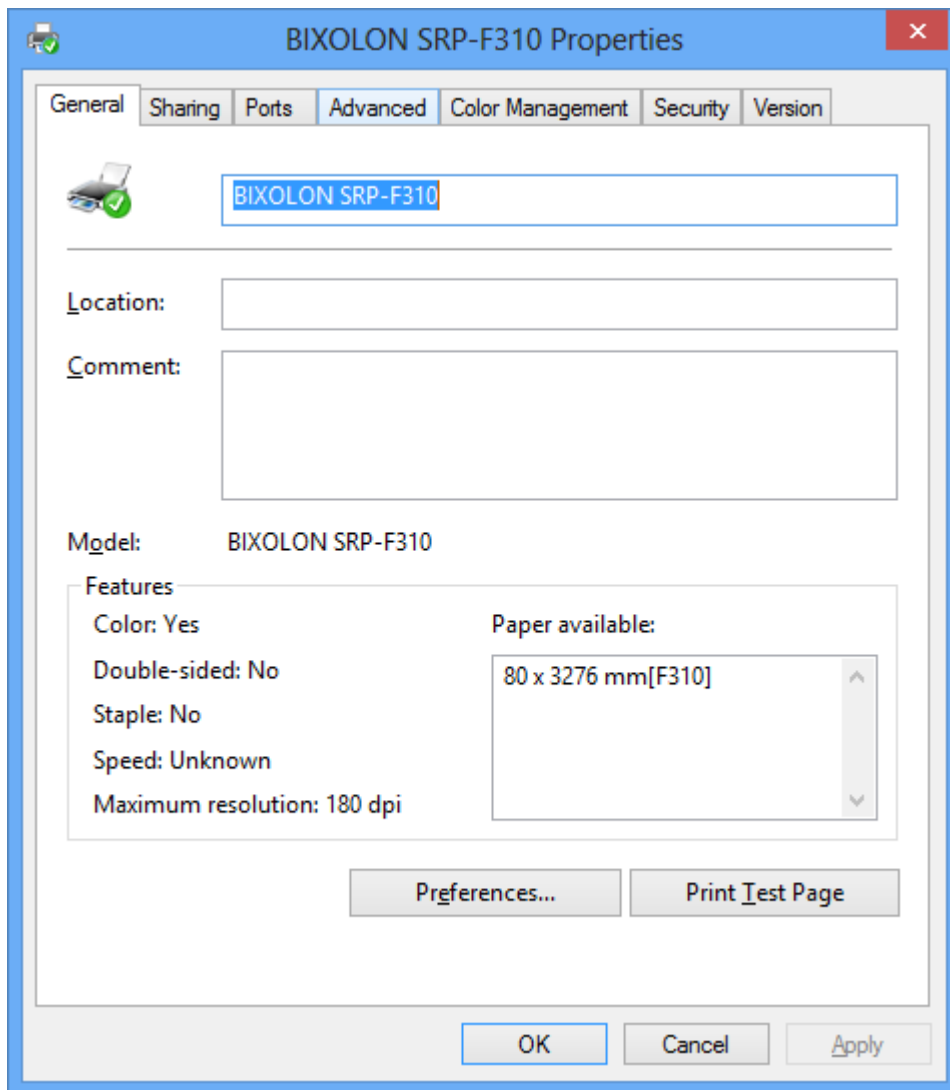 BIXOLON SRP-F310 Properties
General Sharing Ports Advanced Color Management Security Version
BIXOLON SRP-F310
Location:
Comment:
Model: BIXOLON SRP-F310
Features
Color: Yes Paper available:
Double-sided: No 80 x 3276 mm[F310]
Staple: No
Speed: Unknown
Maximum resolution: 180 dpi
Preferences... Print Test Page
OK Cancel Apply